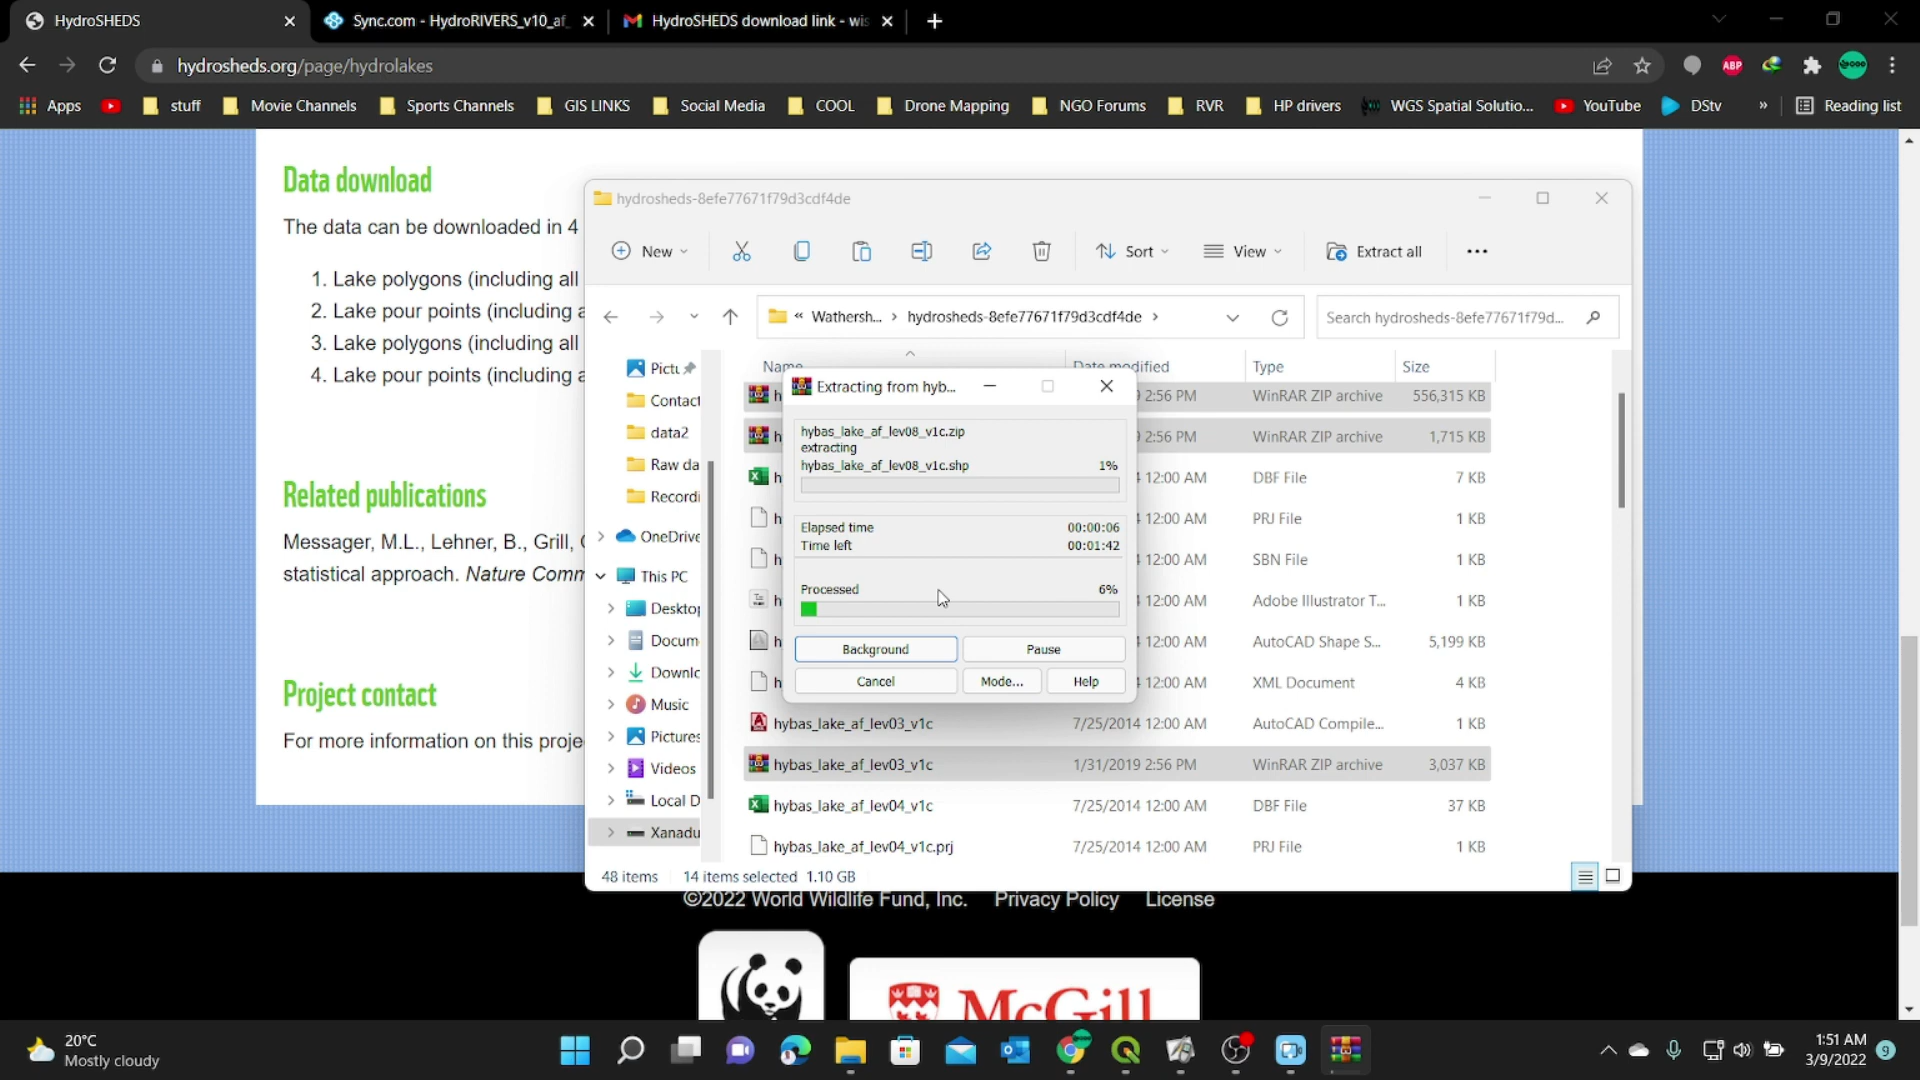 HydroSHEDS
Sync.com - HydroRIVERS_v10_af_
HydroSHEDS download link - wis
hydrosheds.org/page/hydrolakes
ABP
Apps
stuff
Movie Channels
Sports Channels
GIS LINKS
Social Media
COOL
Drone Mapping
NGO Forums
RVR
HP drivers
WGS Spatial Solutio...
YouTube
DStv
»
Reading list
Data download
The data can be downloaded in 4
1. Lake polygons (including all
2. Lake pour points (including a
3. Lake polygons (including all
4. Lake pour points (including a
Related publications
Messager, M.L., Lehner, B., Grill,
statistical approach. Nature Comm
Project contact
For more information on this proje
hydrosheds-8efe77671f79d3cdf4de
New
Sort
View
Extract all
« Wathersh... > hydrosheds-8efe77671f79d3cdf4de >
Search hydrosheds-8efe77671f79d...
Pictu
Contact
data2
Raw da
Recordi
OneDrive
This PC
Desktop
Docum
Downlo
Music
Pictures
Videos
Local D
Xanadu
Name
Date modified
Type
Size
2:56 PM WinRAR ZIP archive 556,315 KB
2:56 PM WinRAR ZIP archive 1,715 KB
12:00 AM DBF File 7 KB
12:00 AM PRJ File 1 KB
12:00 AM SBN File 1 KB
12:00 AM Adobe Illustrator T... 1 KB
12:00 AM AutoCAD Shape S... 5,199 KB
12:00 AM XML Document 4 KB
hybas_lake_af_lev03_v1c 7/25/2014 12:00 AM AutoCAD Compile... 1 KB
hybas_lake_af_lev03_v1c 1/31/2019 2:56 PM WinRAR ZIP archive 3,037 KB
hybas_lake_af_lev04_v1c 7/25/2014 12:00 AM DBF File 37 KB
hybas_lake_af_lev04_v1c.prj 7/25/2014 12:00 AM PRJ File 1 KB
48 items 14 items selected 1.10 GB
Extracting from hyb...
hybas_lake_af_lev08_v1c.zip
extracting
hybas_lake_af_lev08_v1c.shp 1%
Elapsed time 00:00:06
Time left 00:01:42
Processed 6%
Background
Pause
Cancel
Mode...
Help
©2022 World Wildlife Fund, Inc. Privacy Policy License
McGill
20°C
Mostly cloudy
1:51 AM
3/9/2022
9